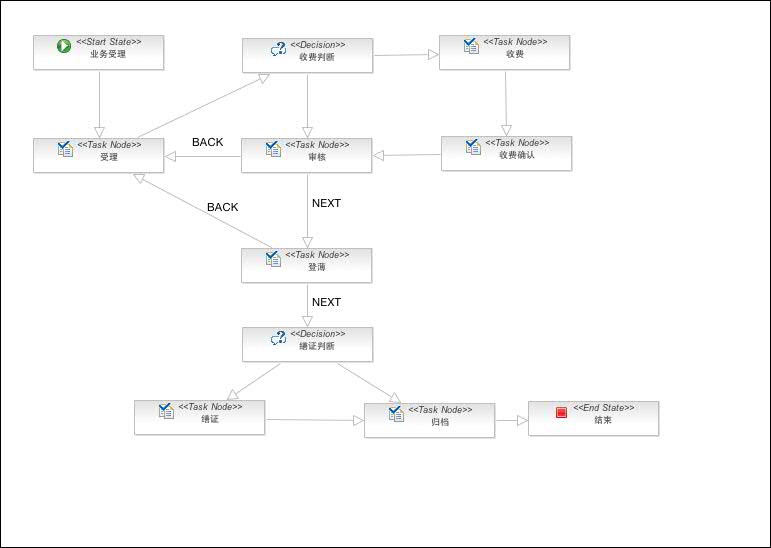 <<Start State>>
业务受理
<<Decision>>
收费判断
<<Task Node>>
收费
<<Task Node>>
受理
BACK
<<Task Node>>
审核
<<Task Node>>
收费确认
BACK
NEXT
<<Task Node>>
登薄
NEXT
<<Decision>>
缮证判断
<<Task Node>>
缮证
<<Task Node>>
归档
<<End State>>
结束